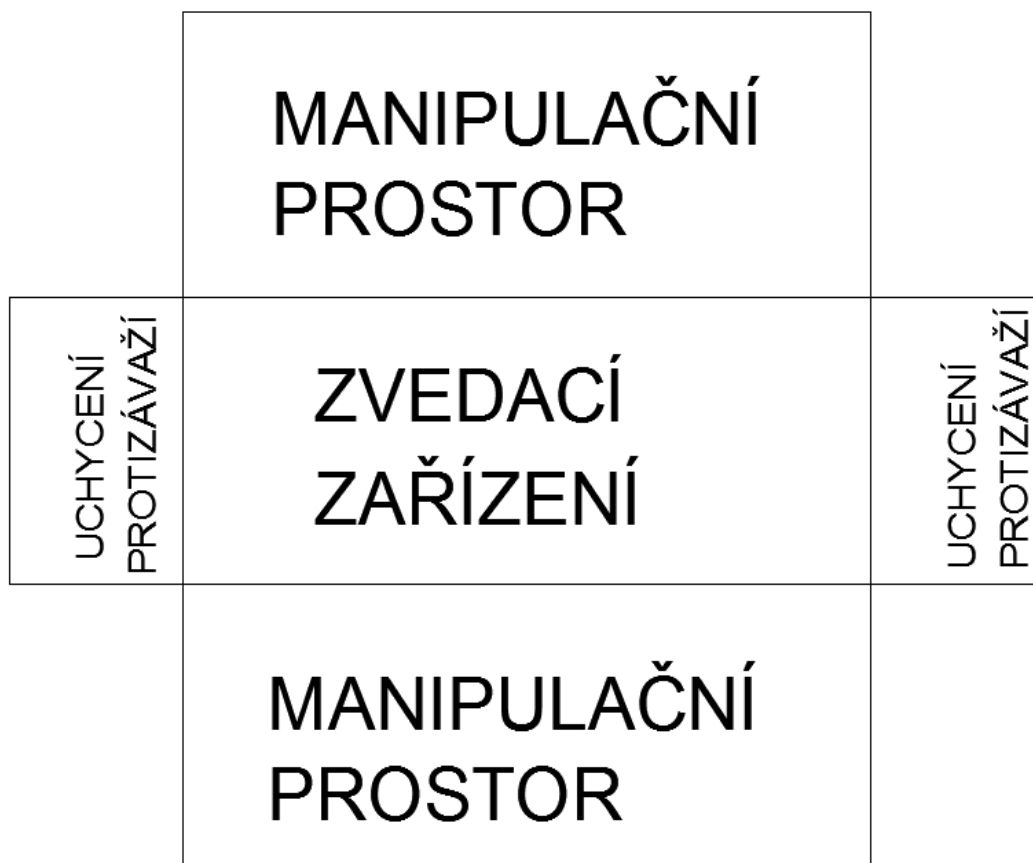 MANIPULAČNÍ
PROSTOR
UCHYCENÍ
PROTIZÁVAŽÍ
ZVEDACÍ
ZAŘÍZENÍ
UCHYCENÍ
PROTIZÁVAŽÍ
MANIPULAČNÍ
PROSTOR